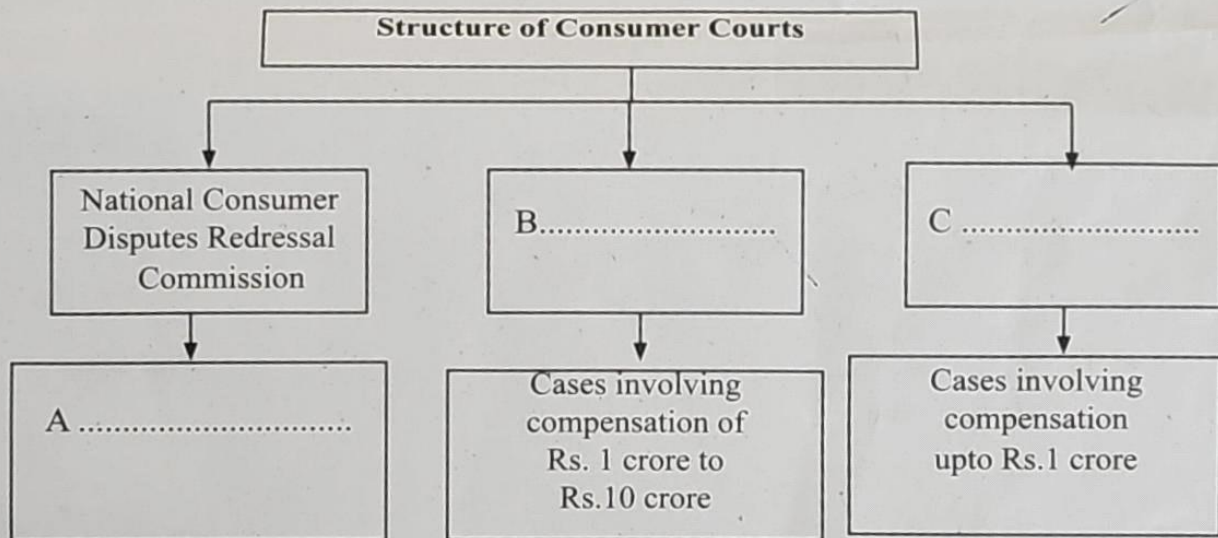 Structure of Consumer Courts
National Consumer
Disputes Redressal
Commission
B..........................
C ..........................
A ..............................
Cases involving
compensation of
Rs. 1 crore to
Rs.10 crore
Cases involving
compensation
upto Rs.1 crore